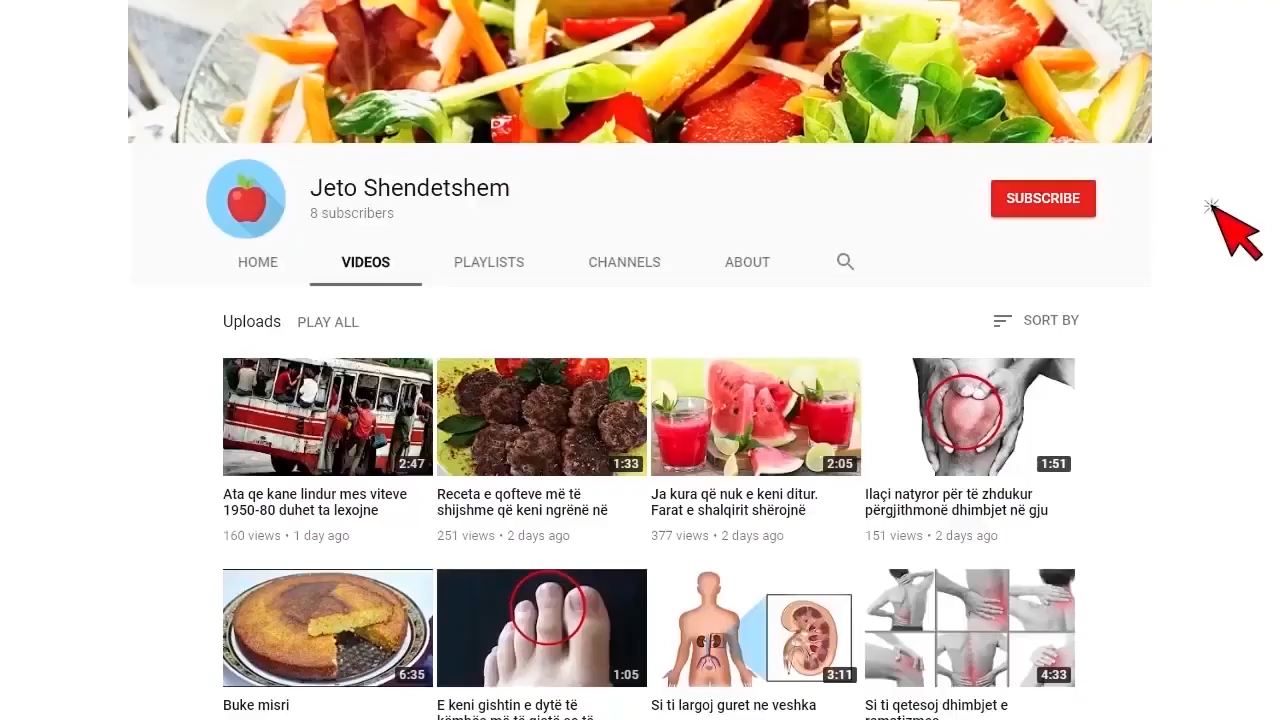 Jeto Shendetshem
8 subscribers
SUBSCRIBE
HOME VIDEOS PLAYLISTS CHANNELS ABOUT
Uploads PLAY ALL SORT BY
2:47 1:33 2:05 1:51
Ata qe kane lindur mes viteve
1950-80 duhet ta lexojne
160 views • 1 day ago
Receta e qofteve më të
shijshme që keni ngrënë në
251 views • 2 days ago
Ja kura që nuk e keni ditur.
Farat e shalqirit shërojnë
377 views • 2 days ago
Ilaçi natyror për të zhdukur
përgjithmonë dhimbjet në gju
151 views • 2 days ago
6:35 1:05 3:11 4:33
Buke misri
E keni gishtin e dytë të
Si ti largoj guret ne veshka
Si ti qetesoj dhimbjet e